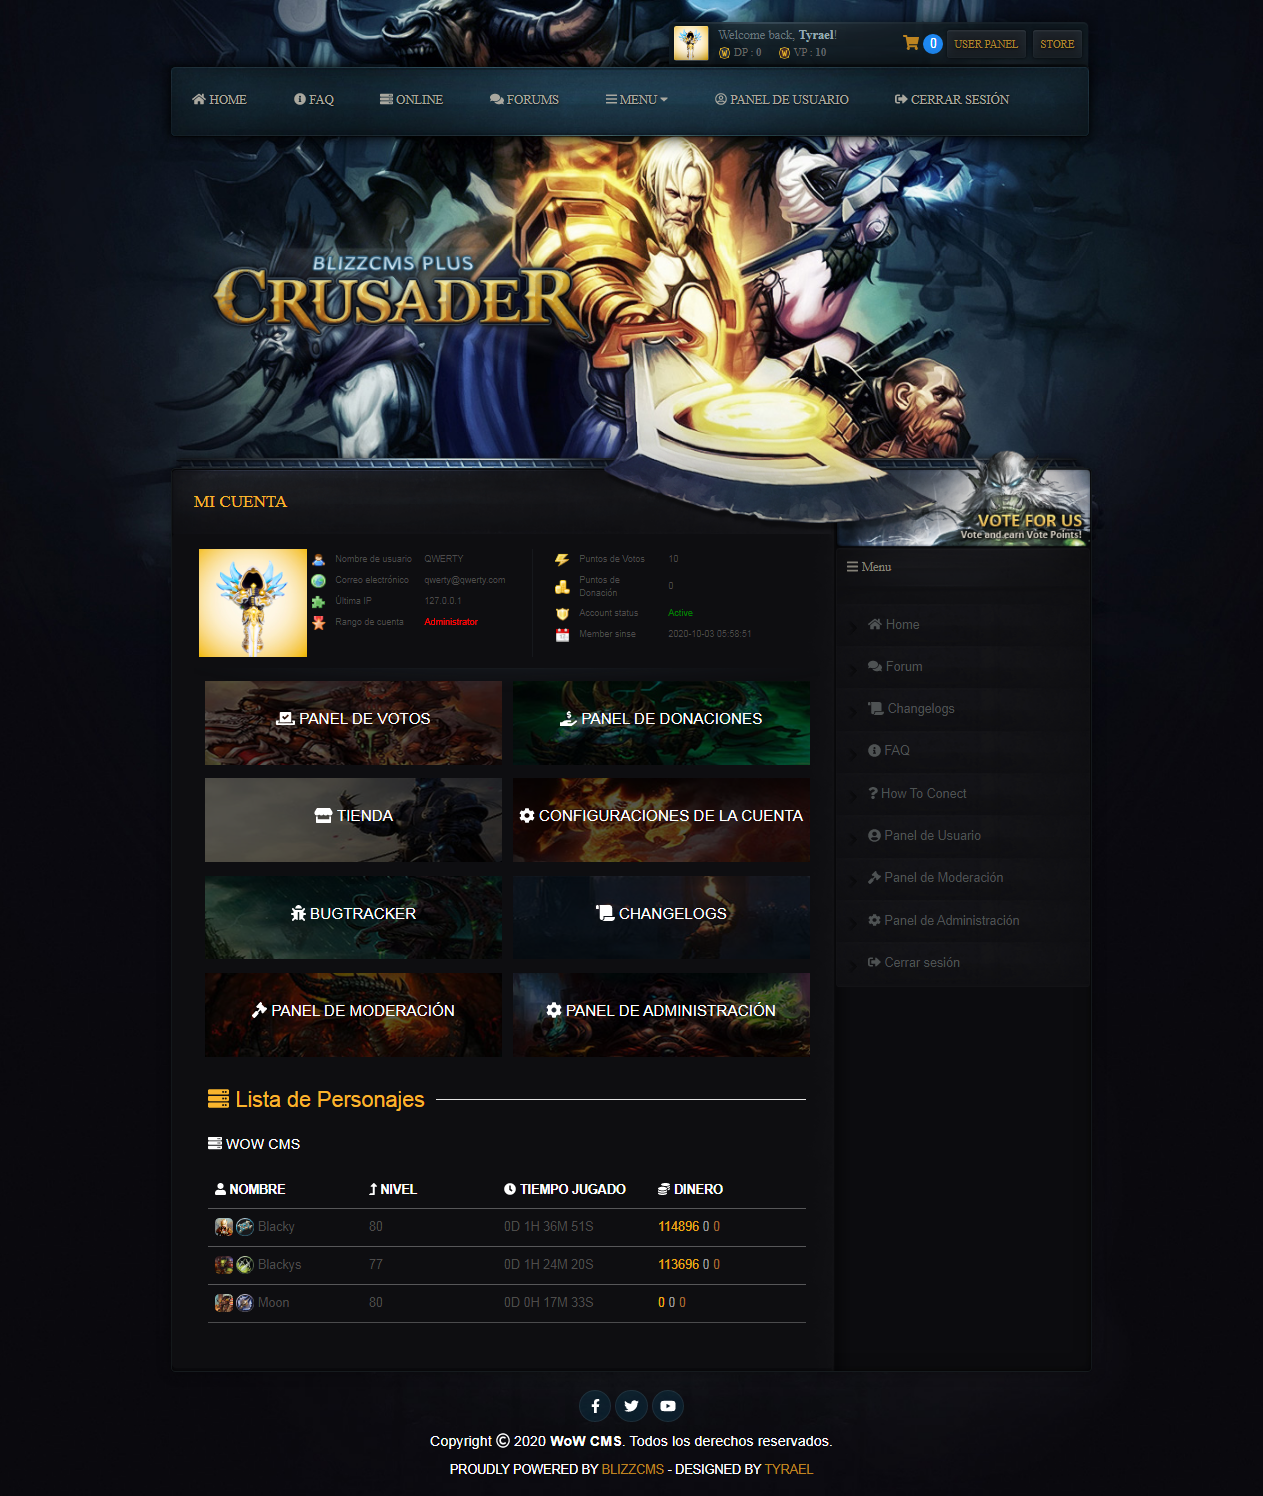 Welcome back, Tyrael!
DP : 0 VP : 10
0
USER PANEL
STORE
HOME
FAQ
ONLINE
FORUMS
MENU
PANEL DE USUARIO
CERRAR SESIÓN
BLIZZCMS PLUS
CRUSADER
MI CUENTA
VOTE FOR US
Vote and earn Vote Points!
Nombre de usuario QWERTY
Correo electrónico qwerty@qwerty.com
Última IP 127.0.0.1
Rango de cuenta Administrator
Puntos de Votos 10
Puntos de Donación 0
Account status Active
Member sinse 2020-10-03 05:58:51
Menu
Home
Forum
Changelogs
FAQ
How To Conect
Panel de Usuario
Panel de Moderación
Panel de Administración
Cerrar sesión
PANEL DE VOTOS
PANEL DE DONACIONES
TIENDA
CONFIGURACIONES DE LA CUENTA
BUGTRACKER
CHANGELOGS
PANEL DE MODERACIÓN
PANEL DE ADMINISTRACIÓN
Lista de Personajes
WOW CMS
NOMBRE NIVEL TIEMPO JUGADO DINERO
Blacky 80 0D 1H 36M 51S 114896 0 0
Blackys 77 0D 1H 24M 20S 113696 0 0
Moon 80 0D 0H 17M 33S 0 0 0
Copyright © 2020 WoW CMS. Todos los derechos reservados.
PROUDLY POWERED BY BLIZZCMS - DESIGNED BY TYRAEL